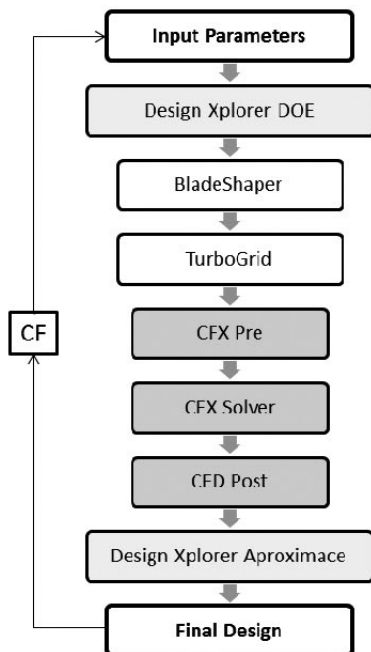 Input Parameters
Design Xplorer DOE
BladeShaper
TurboGrid
CF
CFX Pre
CFX Solver
CFD Post
Design Xplorer Aproximace
Final Design